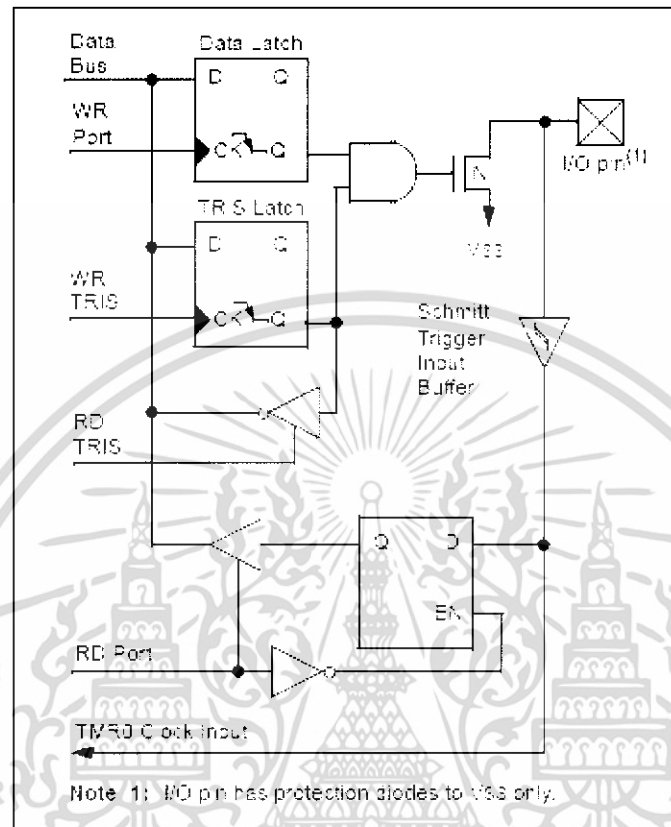 Data
Bus
Data Latch
D Q
WR
Port
CK Q
N
I/O pin(1)
VSS
TRIS Latch
D Q
WR
TRIS
CK Q
Schmitt
Trigger
Input
Buffer
RD
TRIS
Q D
EN
RD Port
TMR0 Clock Input
Note 1: I/O pin has protection diodes to VSS only.